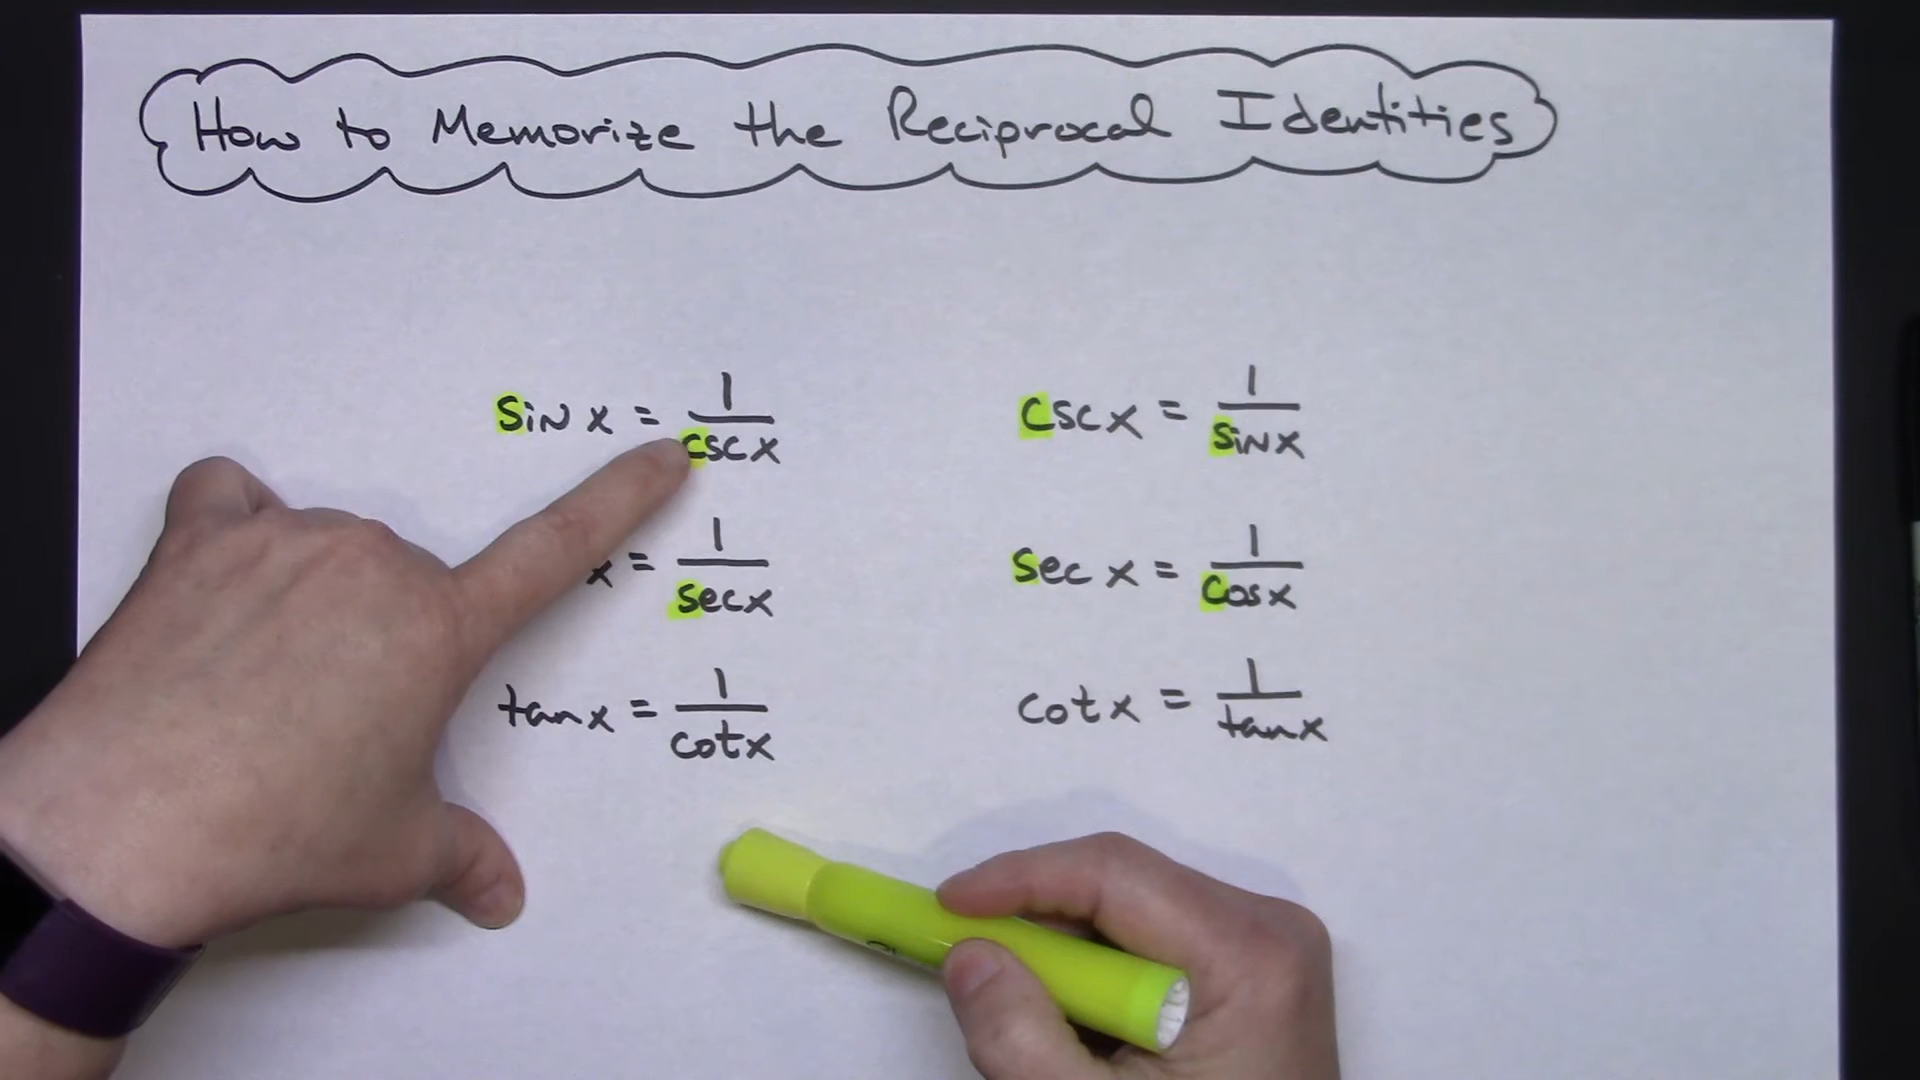 How to Memorize the Reciprocal Identities
sin x = 1/csc x
csc x = 1/sin x
x = 1/sec x
sec x = 1/cos x
tan x = 1/cot x
cot x = 1/tan x